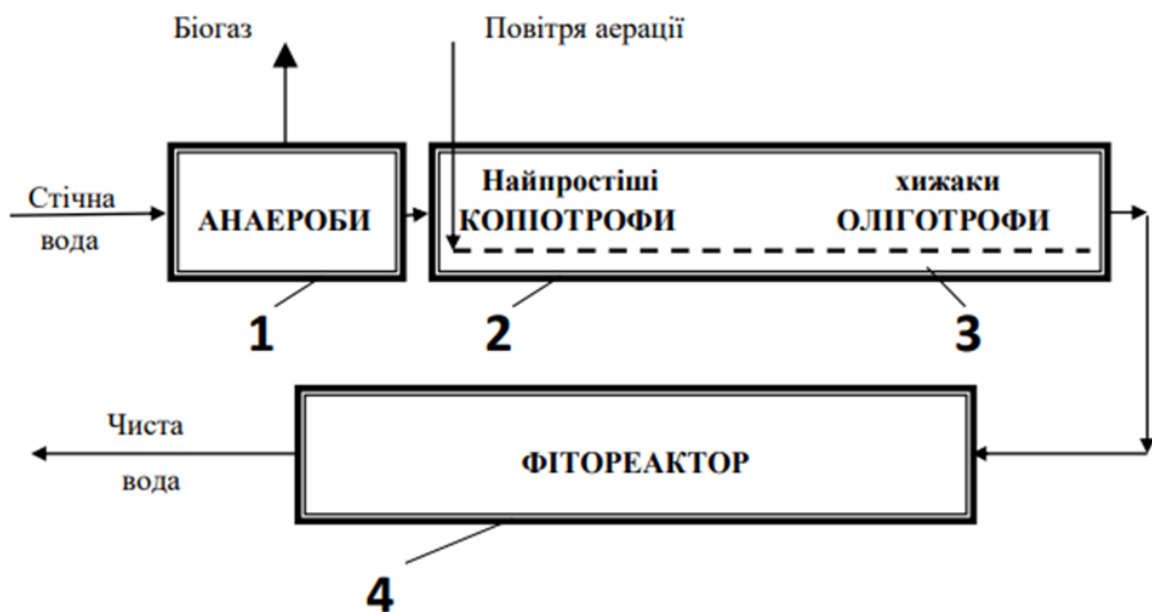 Біогаз
Повітря аерації
Стічна
вода
АНАЕРОБИ
Найпростіші
КОПІОТРОФИ
хижаки
ОЛІГОТРОФИ
1
2
3
Чиста
вода
ФІТОРЕАКТОР
4